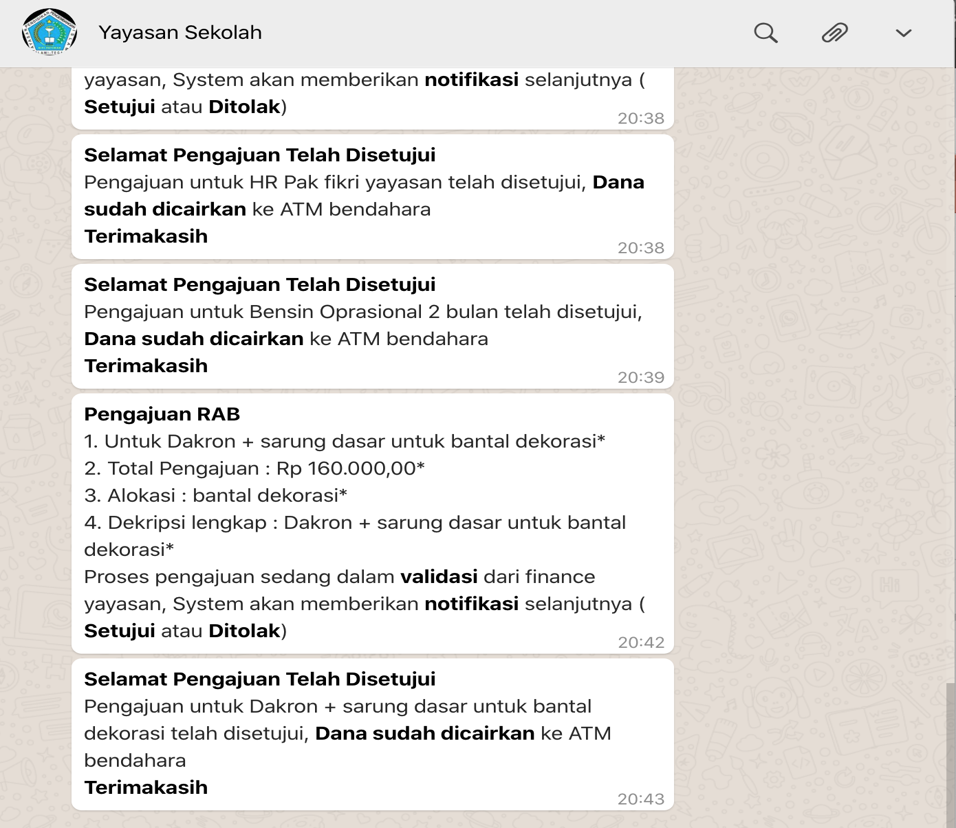 Yayasan Sekolah
yayasan, System akan memberikan notifikasi selanjutnya (
Setujui atau Ditolak)
20:38
Selamat Pengajuan Telah Disetujui
Pengajuan untuk HR Pak fikri yayasan telah disetujui, Dana
sudah dicairkan ke ATM bendahara
Terimakasih
20:38
Selamat Pengajuan Telah Disetujui
Pengajuan untuk Bensin Oprasional 2 bulan telah disetujui,
Dana sudah dicairkan ke ATM bendahara
Terimakasih
20:39
Pengajuan RAB
1. Untuk Dakron + sarung dasar untuk bantal dekorasi*
2. Total Pengajuan : Rp 160.000,00*
3. Alokasi : bantal dekorasi*
4. Dekripsi lengkap : Dakron + sarung dasar untuk bantal
dekorasi*
Proses pengajuan sedang dalam validasi dari finance
yayasan, System akan memberikan notifikasi selanjutnya (
Setujui atau Ditolak)
20:42
Selamat Pengajuan Telah Disetujui
Pengajuan untuk Dakron + sarung dasar untuk bantal
dekorasi telah disetujui, Dana sudah dicairkan ke ATM
bendahara
Terimakasih
20:43